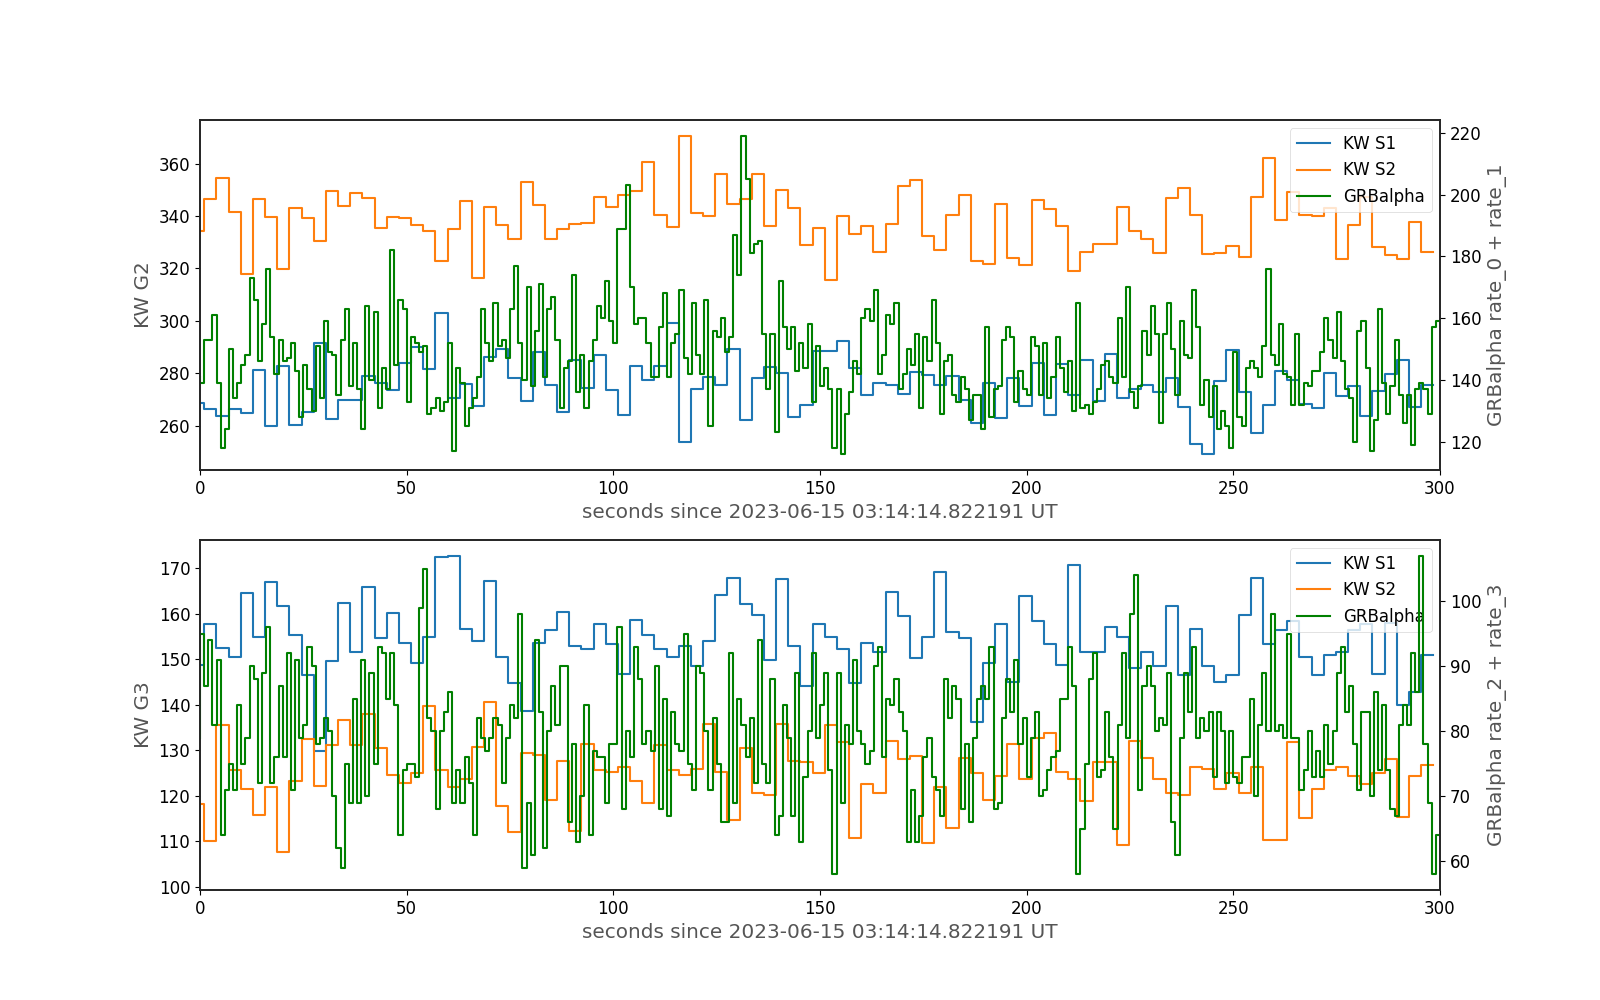 KW S1
KW S2
GRBalpha
360
340
320
300
280
260
220
200
180
160
140
120
KW G2
GRBalpha rate_0 + rate_1
0 50 100 150 200 250 300
seconds since 2023-06-15 03:14:14.822191 UT
KW S1
KW S2
GRBalpha
170
160
150
140
130
120
110
100
100
90
80
70
60
KW G3
GRBalpha rate_2 + rate_3
0 50 100 150 200 250 300
seconds since 2023-06-15 03:14:14.822191 UT